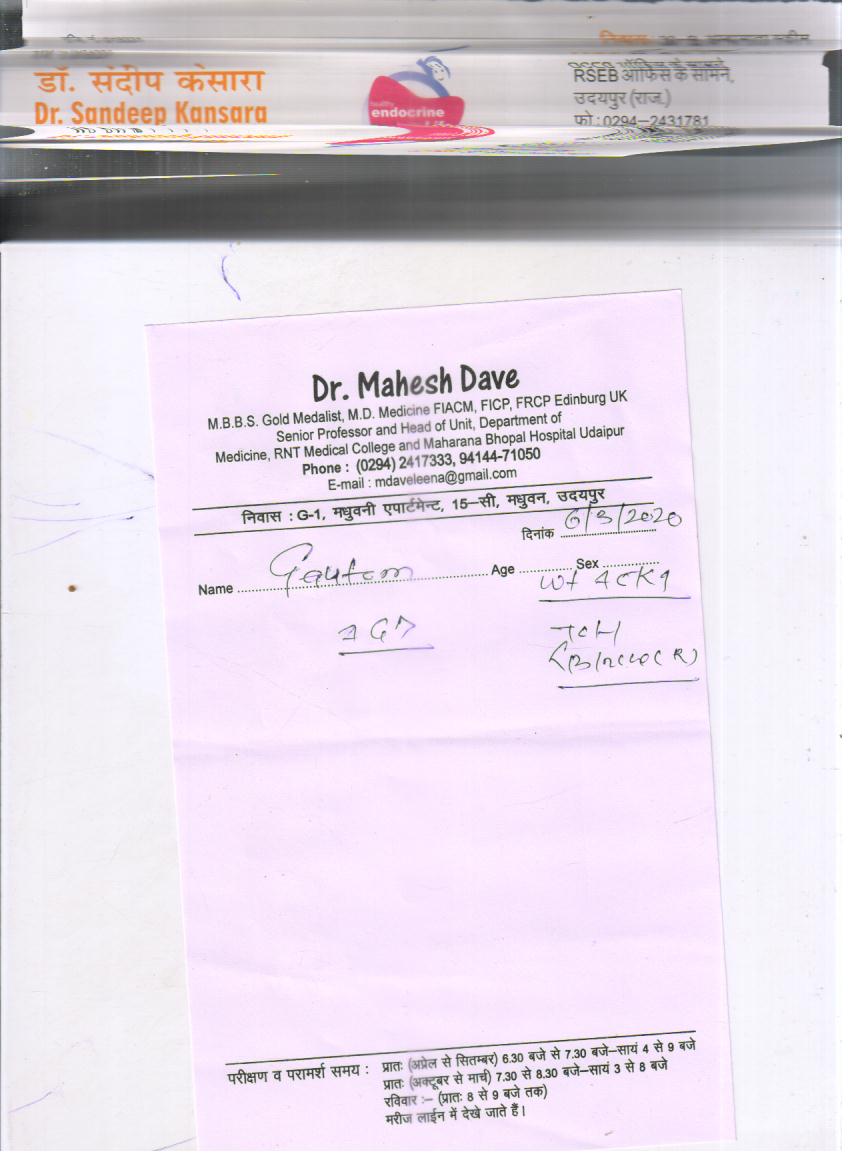 डॉ. संदीप कंसारा
Dr. Sandeep Kansara
healthy
endocrine
RSEB ऑफिस के सामने,
उदयपुर (राज.)
फो : 0294–2431781
Dr. Mahesh Dave
M.B.B.S. Gold Medalist, M.D. Medicine FIACM, FICP, FRCP Edinburg UK
Senior Professor and Head of Unit, Department of
Medicine, RNT Medical College and Maharana Bhopal Hospital Udaipur
Phone : (0294) 2417333, 94144-71050
E-mail : mdaveleena@gmail.com
निवास : G-1, मधुवनी एपार्टमेन्ट, 15–सी, मधुवन, उदयपुर
दिनांक 6/3/2020
Name Gautam Age Sex
Wt
परीक्षण व परामर्श समय : प्रातः (अप्रेल से सितम्बर) 6.30 बजे से 7.30 बजे–सायं 4 से 9 बजे
प्रातः (अक्टूबर से मार्च) 7.30 से 8.30 बजे–सायं 3 से 8 बजे
रविवार :– (प्रातः 8 से 9 बजे तक)
मरीज लाईन में देखे जाते हैं।